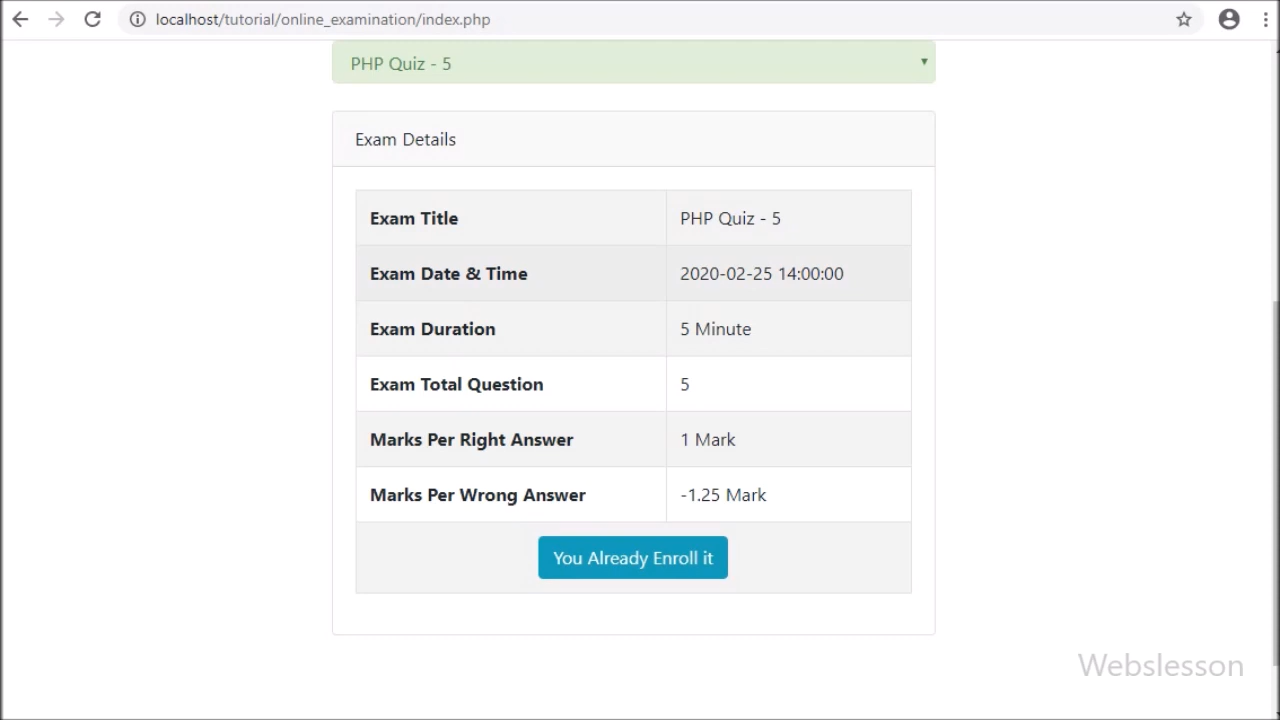 localhost/tutorial/online_examination/index.php
PHP Quiz - 5
Exam Details
Exam Title PHP Quiz - 5
Exam Date & Time 2020-02-25 14:00:00
Exam Duration 5 Minute
Exam Total Question 5
Marks Per Right Answer 1 Mark
Marks Per Wrong Answer -1.25 Mark
You Already Enroll it
Webslesson